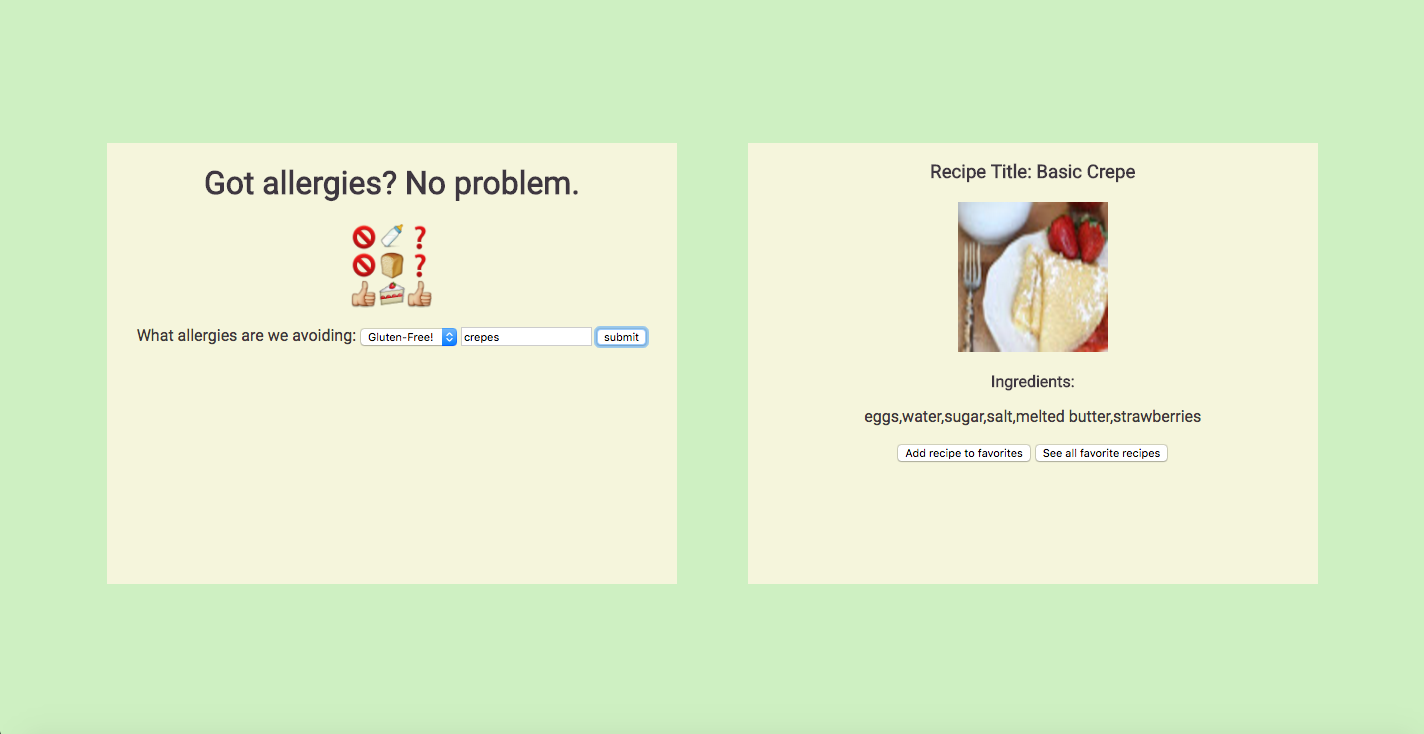 Got allergies? No problem.
🚫🍼❓
🚫🍞❓
👍🍰👍
What allergies are we avoiding: Gluten-Free! crepes submit
Recipe Title: Basic Crepe
Ingredients:
eggs,water,sugar,salt,melted butter,strawberries
Add recipe to favorites See all favorite recipes